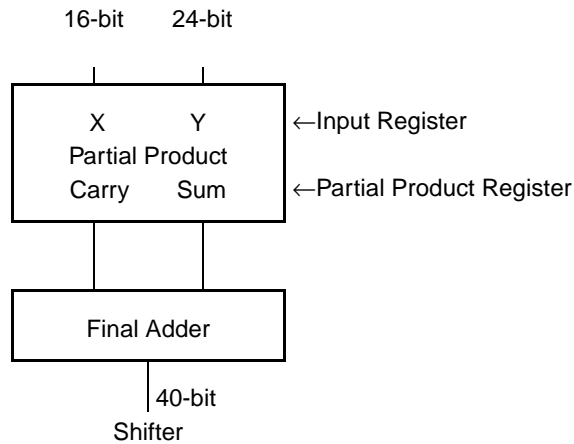 16-bit 24-bit
X Y ←Input Register
Partial Product
Carry Sum ←Partial Product Register
Final Adder
40-bit
Shifter